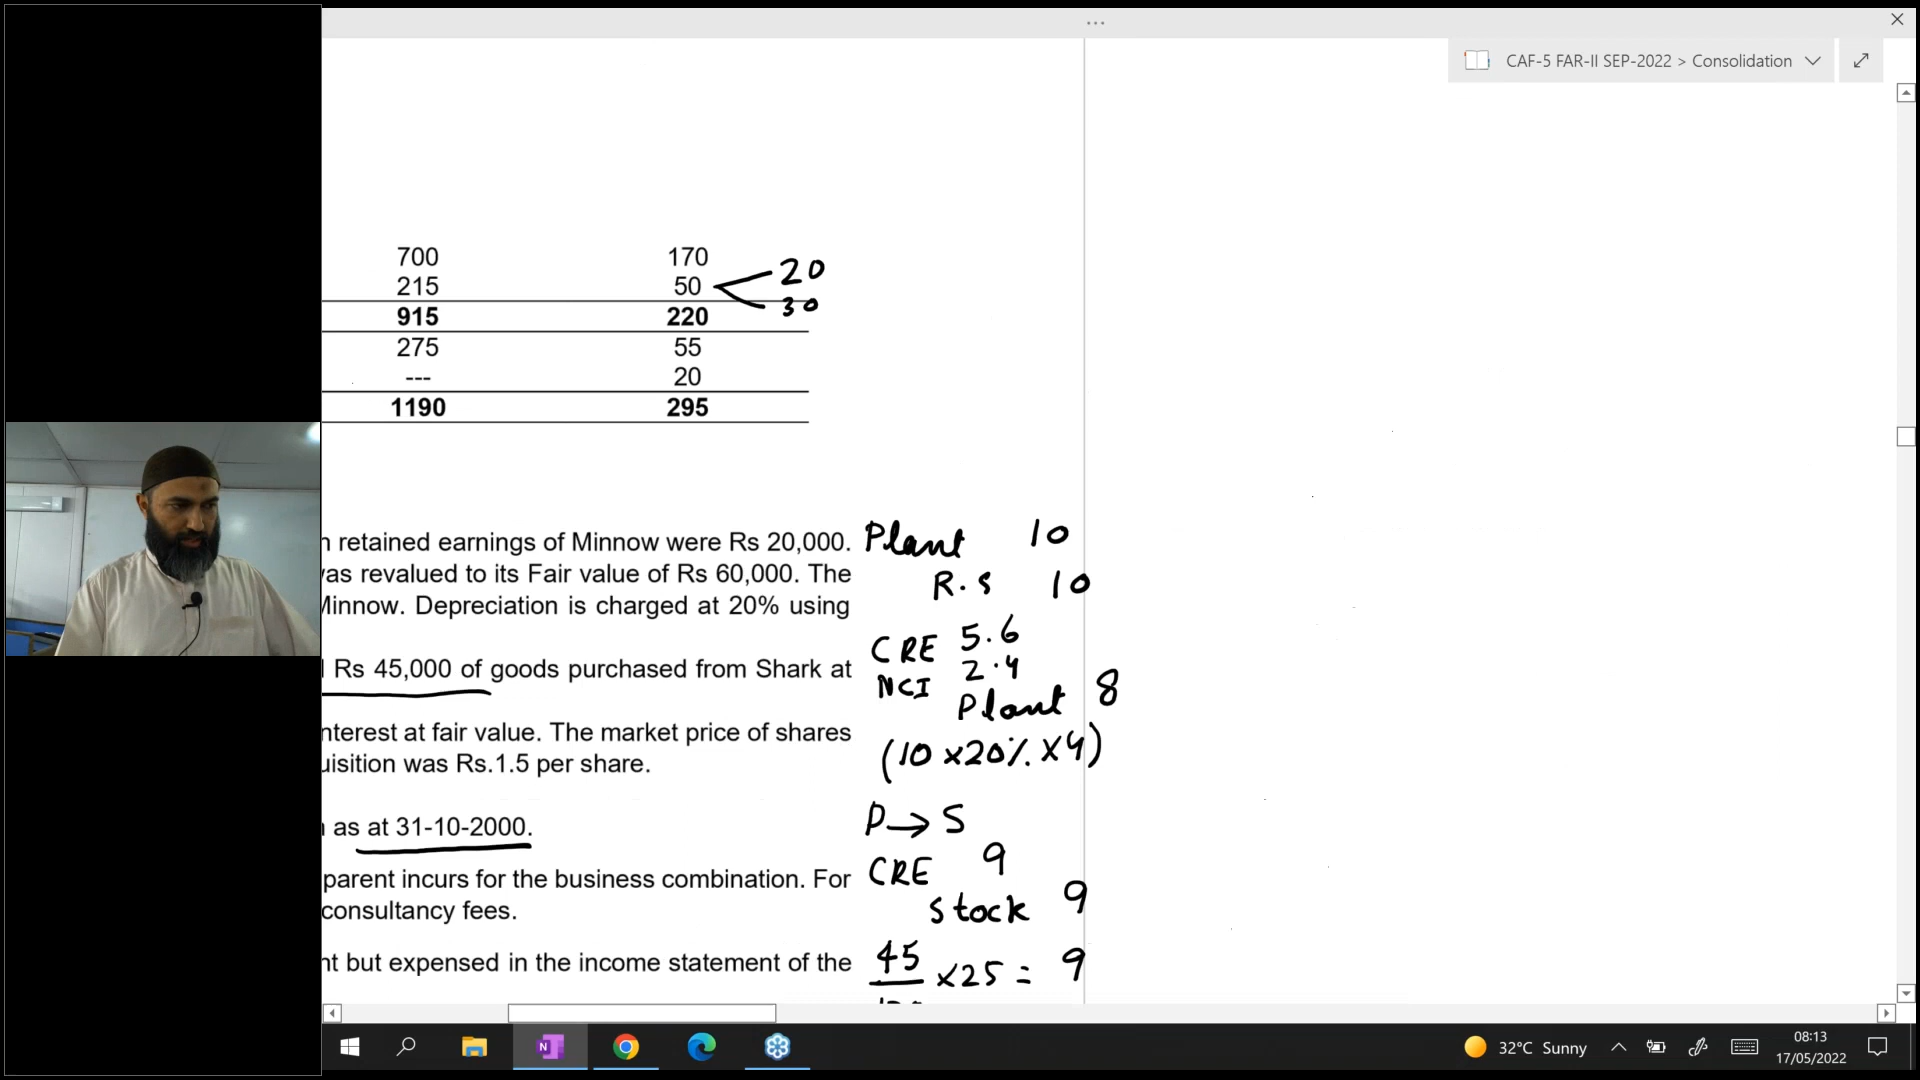 ...
CAF-5 FAR-II SEP-2022 > Consolidation
700 170
215 50 20
30
915 220
275 55
--- 20
1190 295
retained earnings of Minnow were Rs 20,000. Plant 10
was revalued to its Fair value of Rs 60,000. The R.S 10
Minnow. Depreciation is charged at 20% using
CRE 5.6
Rs 45,000 of goods purchased from Shark at NCI 2.4
Plant 8
interest at fair value. The market price of shares (10 x 20% x 4)
uisition was Rs.1.5 per share.
P → S
as at 31-10-2000.
CRE 9
parent incurs for the business combination. For
consultancy fees. Stock 9
but expensed in the income statement of the 45 x 25 = 9
N
32°C Sunny
08:13
17/05/2022